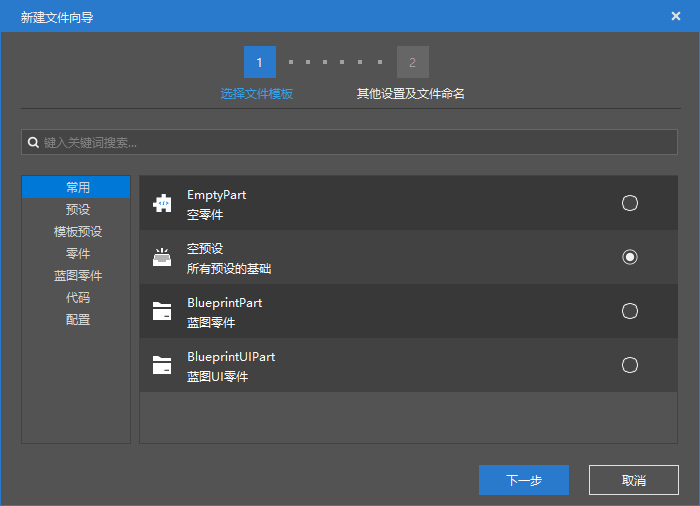 新建文件向导
1
2
选择文件模板
其他设置及文件命名
键入关键词搜索...
常用
预设
模板预设
零件
蓝图零件
代码
配置
EmptyPart
空零件
空预设
所有预设的基础
BlueprintPart
蓝图零件
BlueprintUIPart
蓝图UI零件
下一步
取消